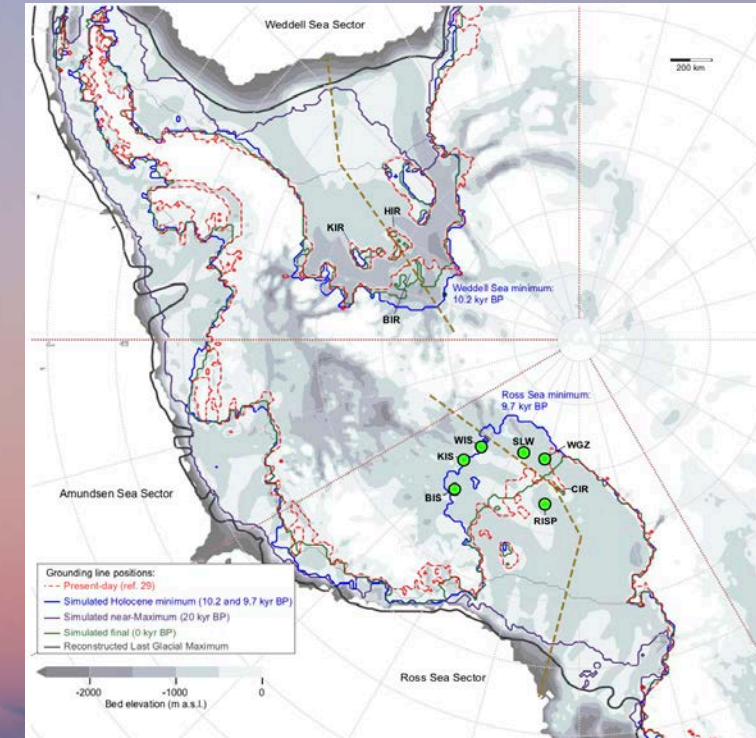 Weddell Sea Sector
200 km
HIR
KIR
Weddell Sea minimum:
10.2 kyr BP
BIR
Ross Sea minimum:
9.7 kyr BP
WIS
SLW
WGZ
KIS
BIS
CIR
RISP
Amundsen Sea Sector
Grounding line positions:
Present-day (ref. 29)
Simulated Holocene minimum (10.2 and 9.7 kyr BP)
Simulated near-Maximum (20 kyr BP)
Simulated final (0 kyr BP)
Reconstructed Last Glacial Maximum
-2000 -1000 0
Bed elevation (m a.s.l.)
Ross Sea Sector